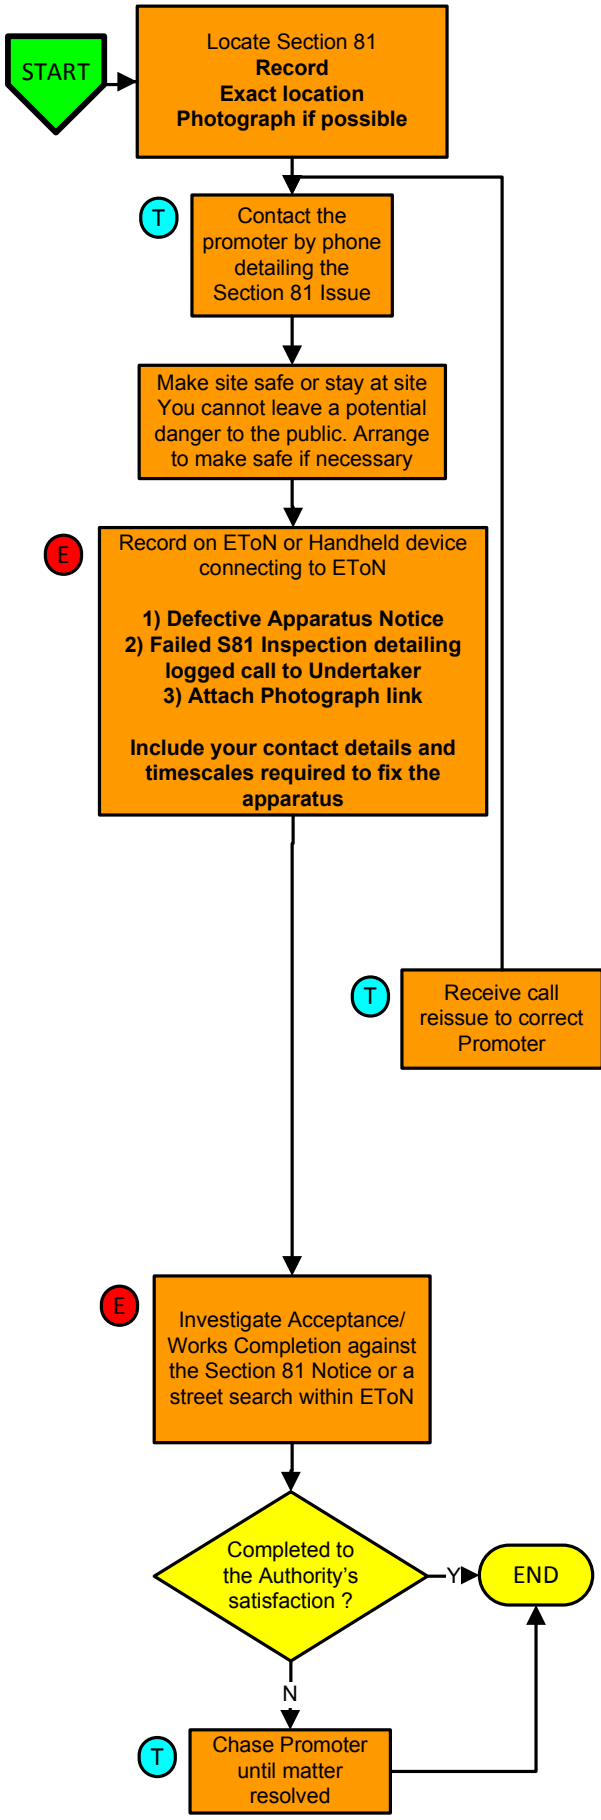 START
Locate Section 81
Record
Exact location
Photograph if possible
T
Contact the
promoter by phone
detailing the
Section 81 Issue
Make site safe or stay at site
You cannot leave a potential
danger to the public. Arrange
to make safe if necessary
E
Record on EToN or Handheld device
connecting to EToN
1) Defective Apparatus Notice
2) Failed S81 Inspection detailing
logged call to Undertaker
3) Attach Photograph link
Include your contact details and
timescales required to fix the
apparatus
T
Receive call
reissue to correct
Promoter
E
Investigate Acceptance/
Works Completion against
the Section 81 Notice or a
street search within EToN
Completed to
the Authority's
satisfaction ?
Y
END
N
T
Chase Promoter
until matter
resolved